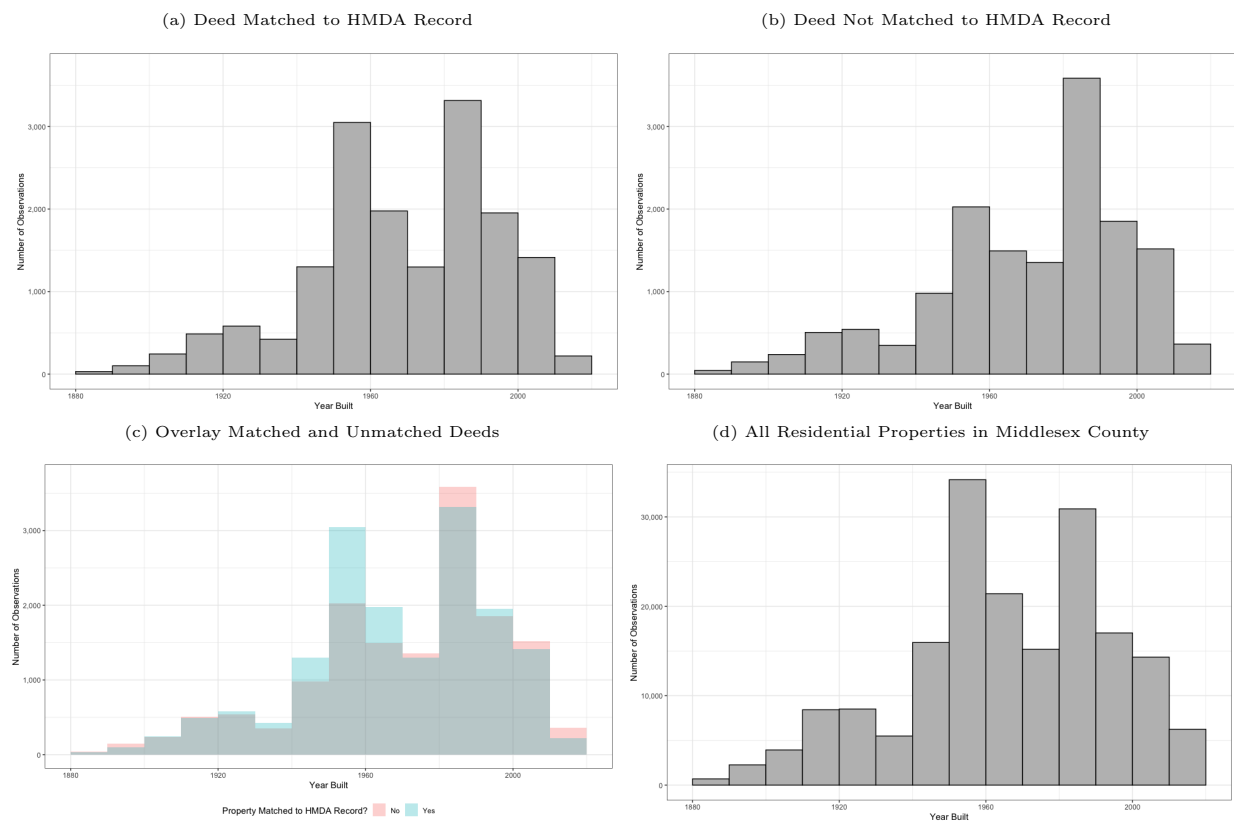 (a) Deed Matched to HMDA Record
3,000
2,000
1,000
0
Number of Observations
1880
1920
1960
2000
Year Built
(b) Deed Not Matched to HMDA Record
3,000
2,000
1,000
0
Number of Observations
1880
1920
1960
2000
Year Built
(c) Overlay Matched and Unmatched Deeds
3,000
2,000
1,000
0
Number of Observations
1880
1920
1960
2000
Year Built
Property Matched to HMDA Record? No Yes
(d) All Residential Properties in Middlesex County
30,000
20,000
10,000
0
Number of Observations
1880
1920
1960
2000
Year Built